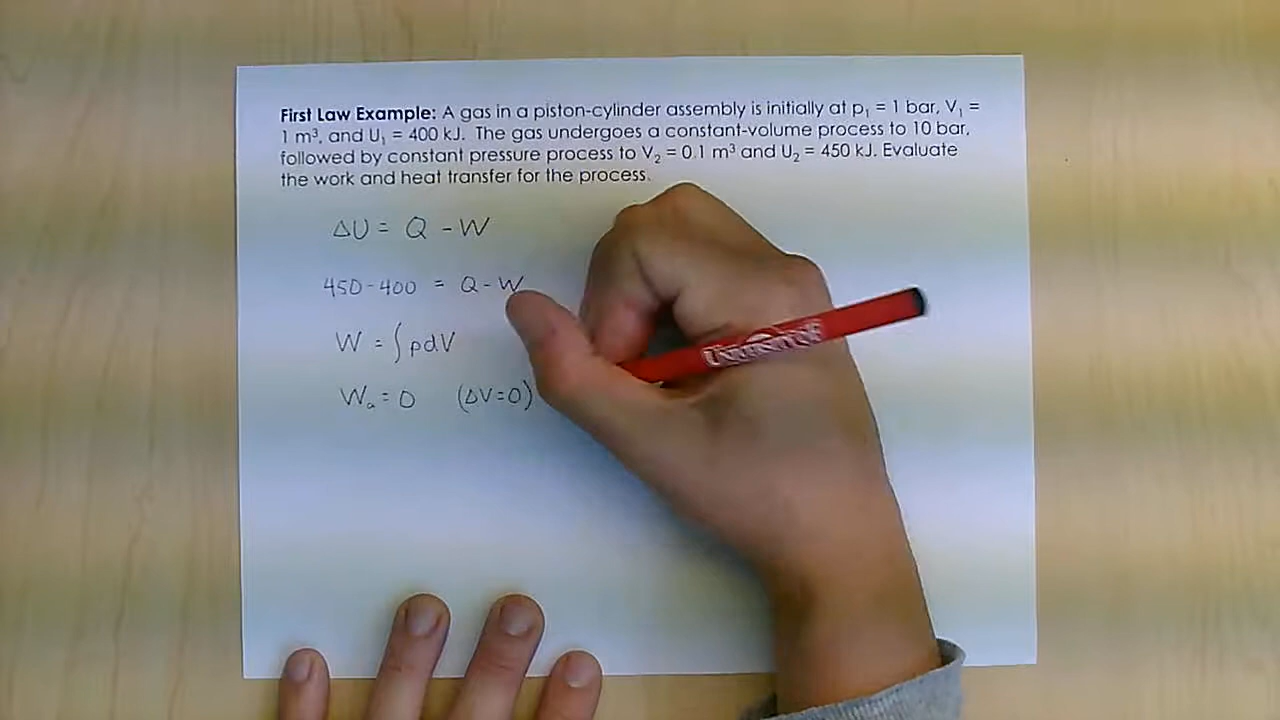 First Law Example: A gas in a piston-cylinder assembly is initially at p₁ = 1 bar, V₁ =
1 m³, and U₁ = 400 kJ. The gas undergoes a constant-volume process to 10 bar,
followed by constant pressure process to V₂ = 0.1 m³ and U₂ = 450 kJ. Evaluate
the work and heat transfer for the process.
ΔU = Q - W
450 - 400 = Q - W
W = ∫ pdV
Wₐ = 0 (ΔV=0)